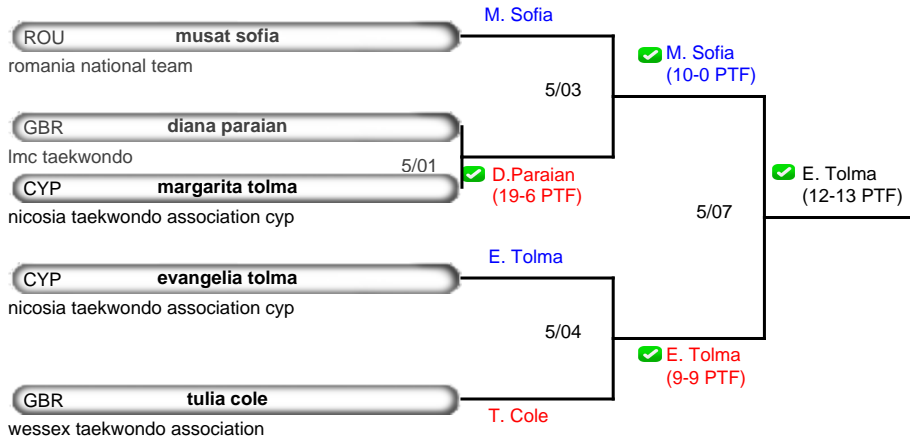 M. Sofia
ROU musat sofia
romania national team
M. Sofia
(10-0 PTF)
5/03
GBR diana paraian
lmc taekwondo
5/01
D.Paraian
(19-6 PTF)
CYP margarita tolma
nicosia taekwondo association cyp
E. Tolma
(12-13 PTF)
5/07
E. Tolma
CYP evangelia tolma
nicosia taekwondo association cyp
5/04
E. Tolma
(9-9 PTF)
GBR tulia cole
T. Cole
wessex taekwondo association